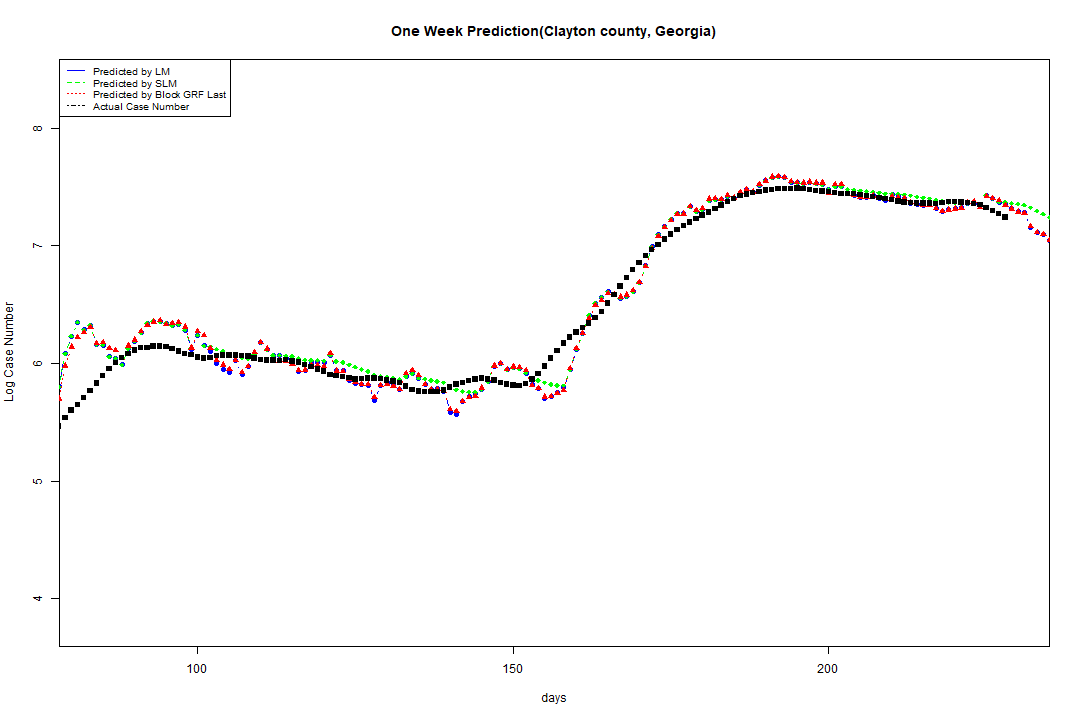 One Week Prediction(Clayton county, Georgia)
Predicted by LM
Predicted by SLM
Predicted by Block GRF Last
Actual Case Number
8
7
6
5
4
Log Case Number
100
150
200
days